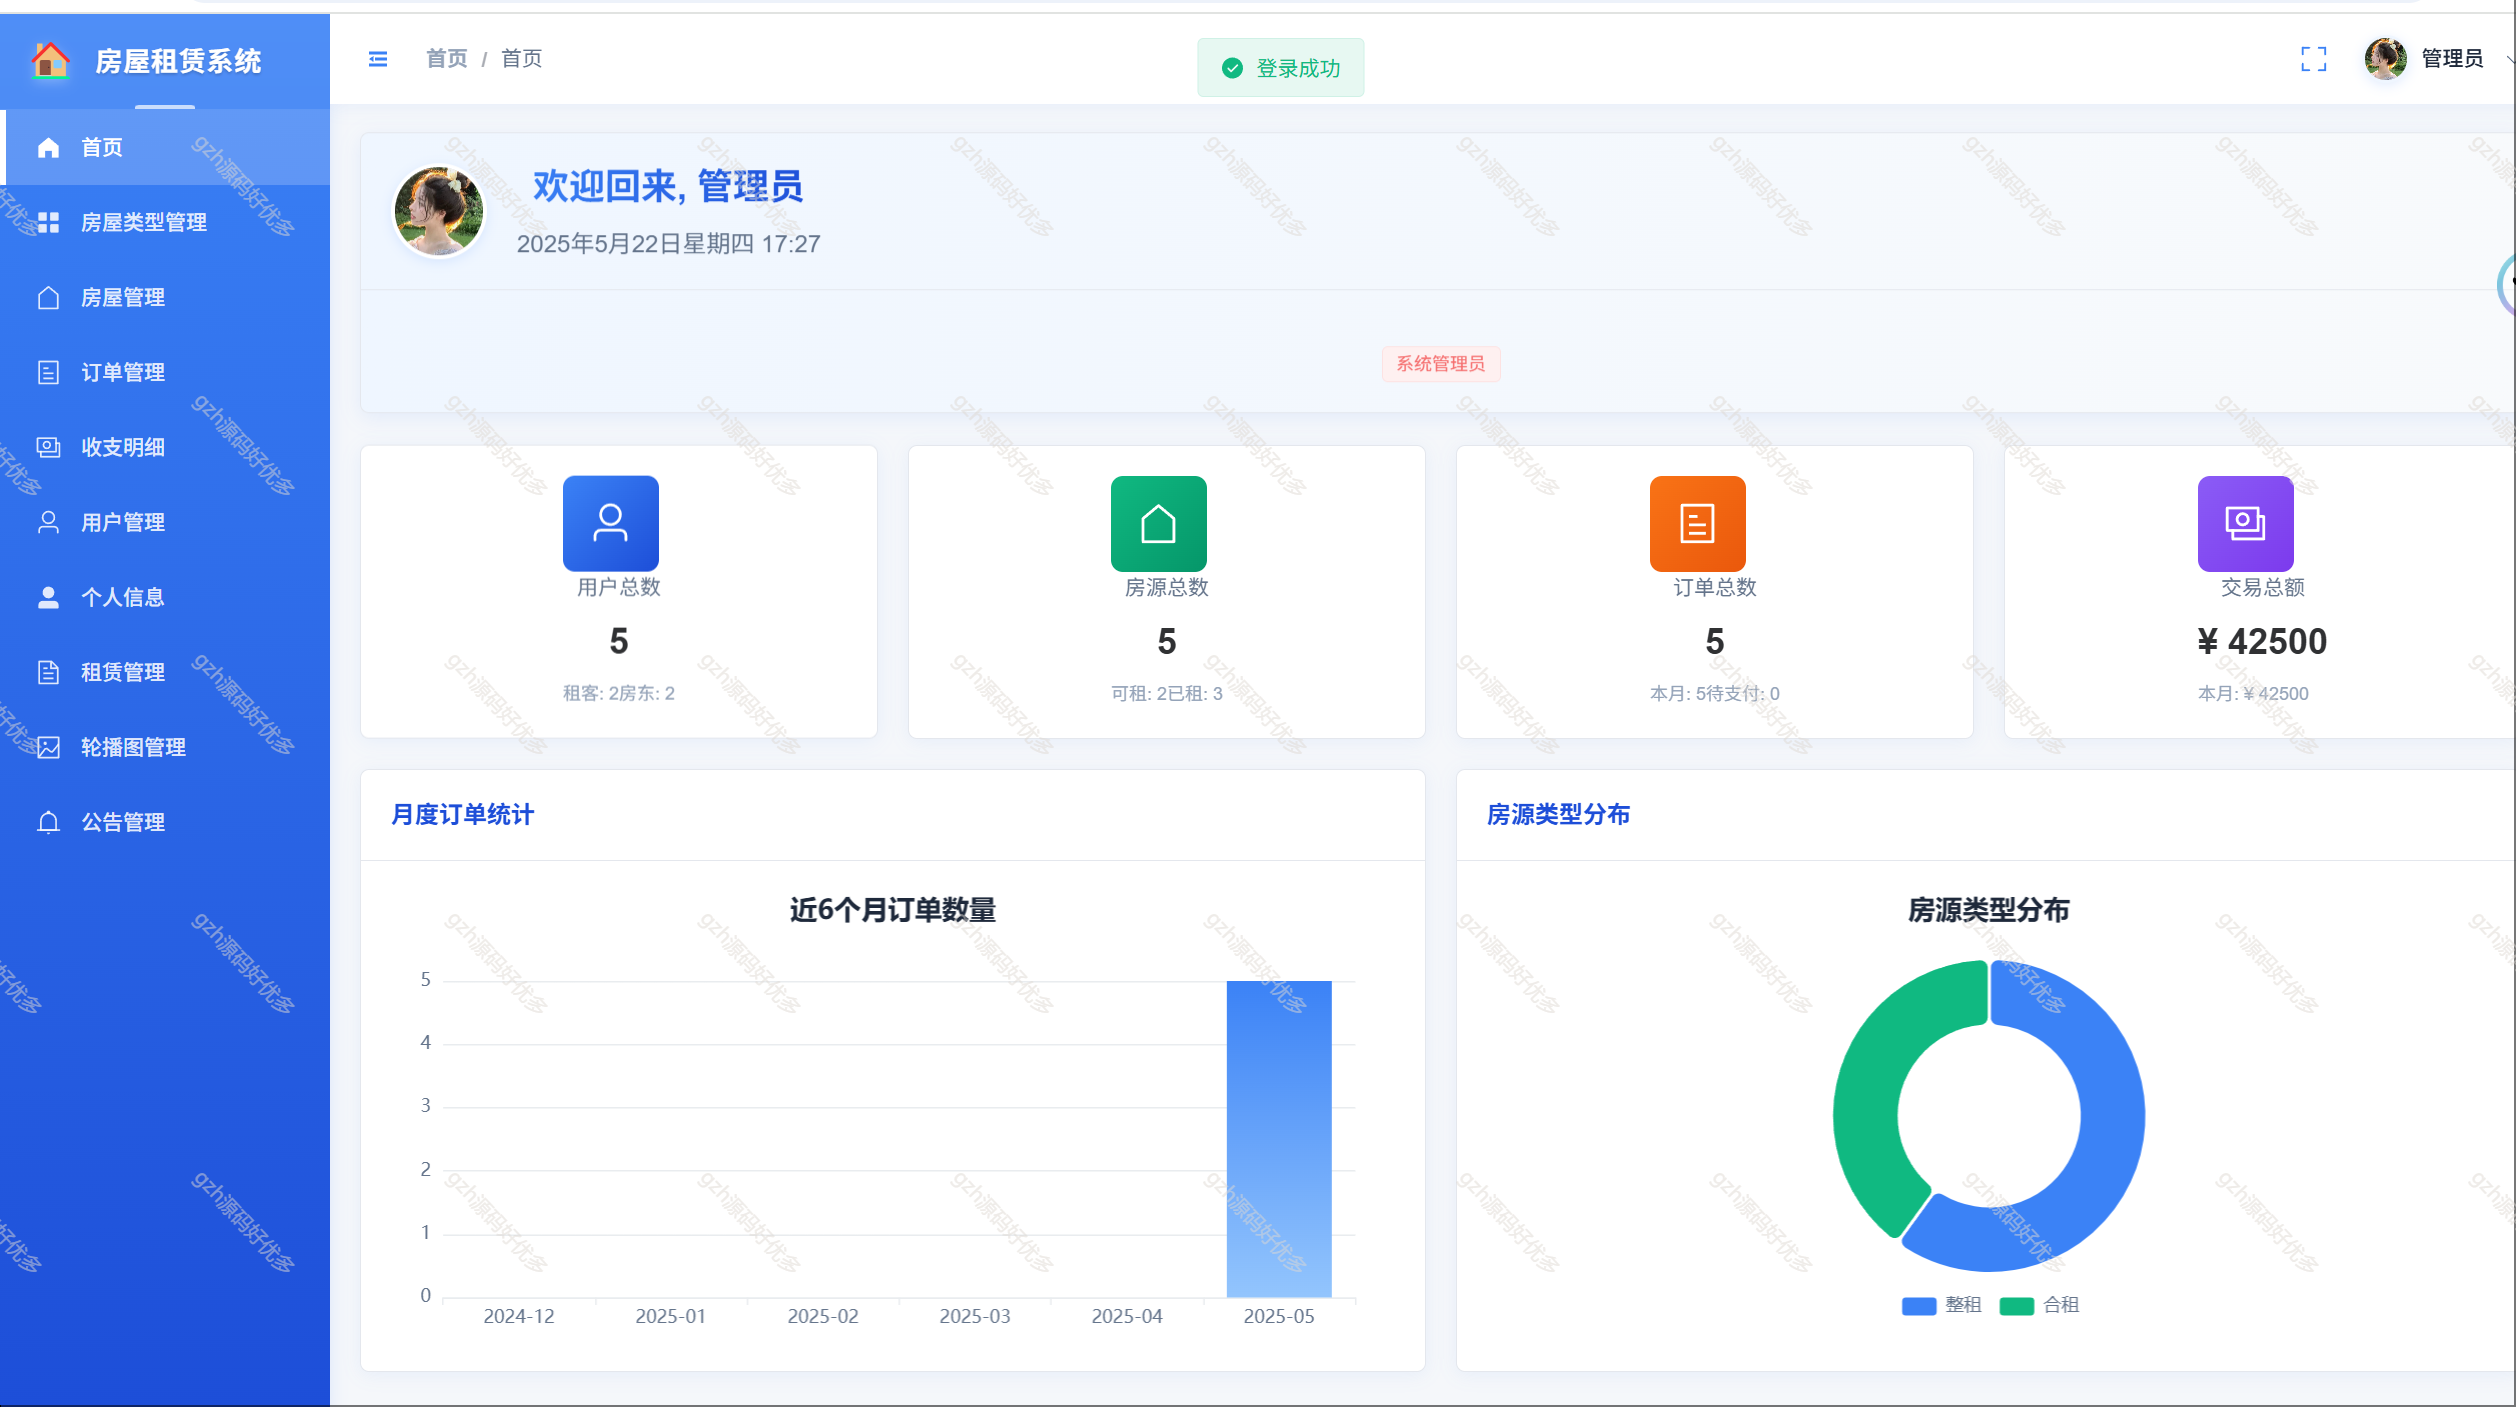 房屋租赁系统
首页 / 首页
登录成功
管理员
首页
房屋类型管理
房屋管理
订单管理
收支明细
用户管理
个人信息
租赁管理
轮播图管理
公告管理
欢迎回来, 管理员
2025年5月22日星期四 17:27
系统管理员
用户总数
5
租客: 2房东: 2
房源总数
5
可租: 2已租: 3
订单总数
5
本月: 5待支付: 0
交易总额
¥ 42500
本月: ¥ 42500
月度订单统计
近6个月订单数量
5
4
3
2
1
0
2024-12
2025-01
2025-02
2025-03
2025-04
2025-05
房源类型分布
房源类型分布
整租
合租
gzh源码好优多